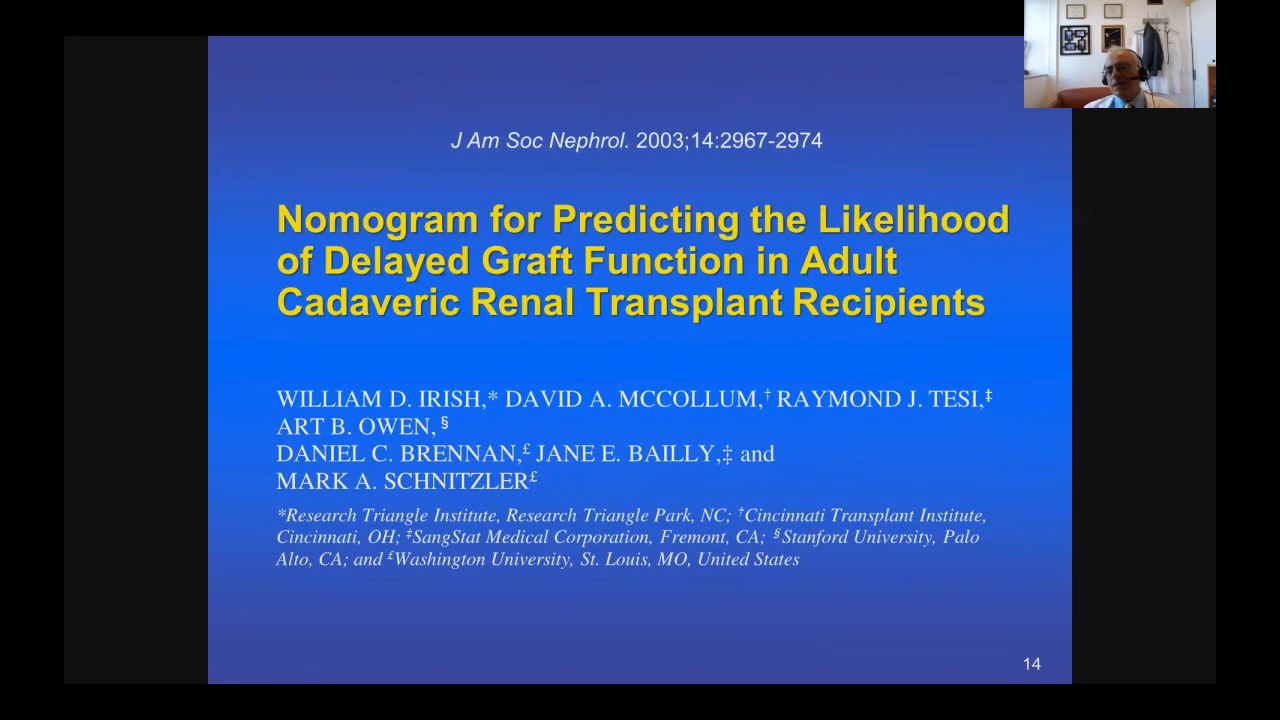 J Am Soc Nephrol. 2003;14:2967-2974
Nomogram for Predicting the Likelihood
of Delayed Graft Function in Adult
Cadaveric Renal Transplant Recipients
WILLIAM D. IRISH,* DAVID A. MCCOLLUM,† RAYMOND J. TESI,‡
ART B. OWEN, §
DANIEL C. BRENNAN,£ JANE E. BAILLY,‡ and
MARK A. SCHNITZLER£
*Research Triangle Institute, Research Triangle Park, NC; †Cincinnati Transplant Institute,
Cincinnati, OH; ‡SangStat Medical Corporation, Fremont, CA; §Stanford University, Palo
Alto, CA; and £Washington University, St. Louis, MO, United States
14